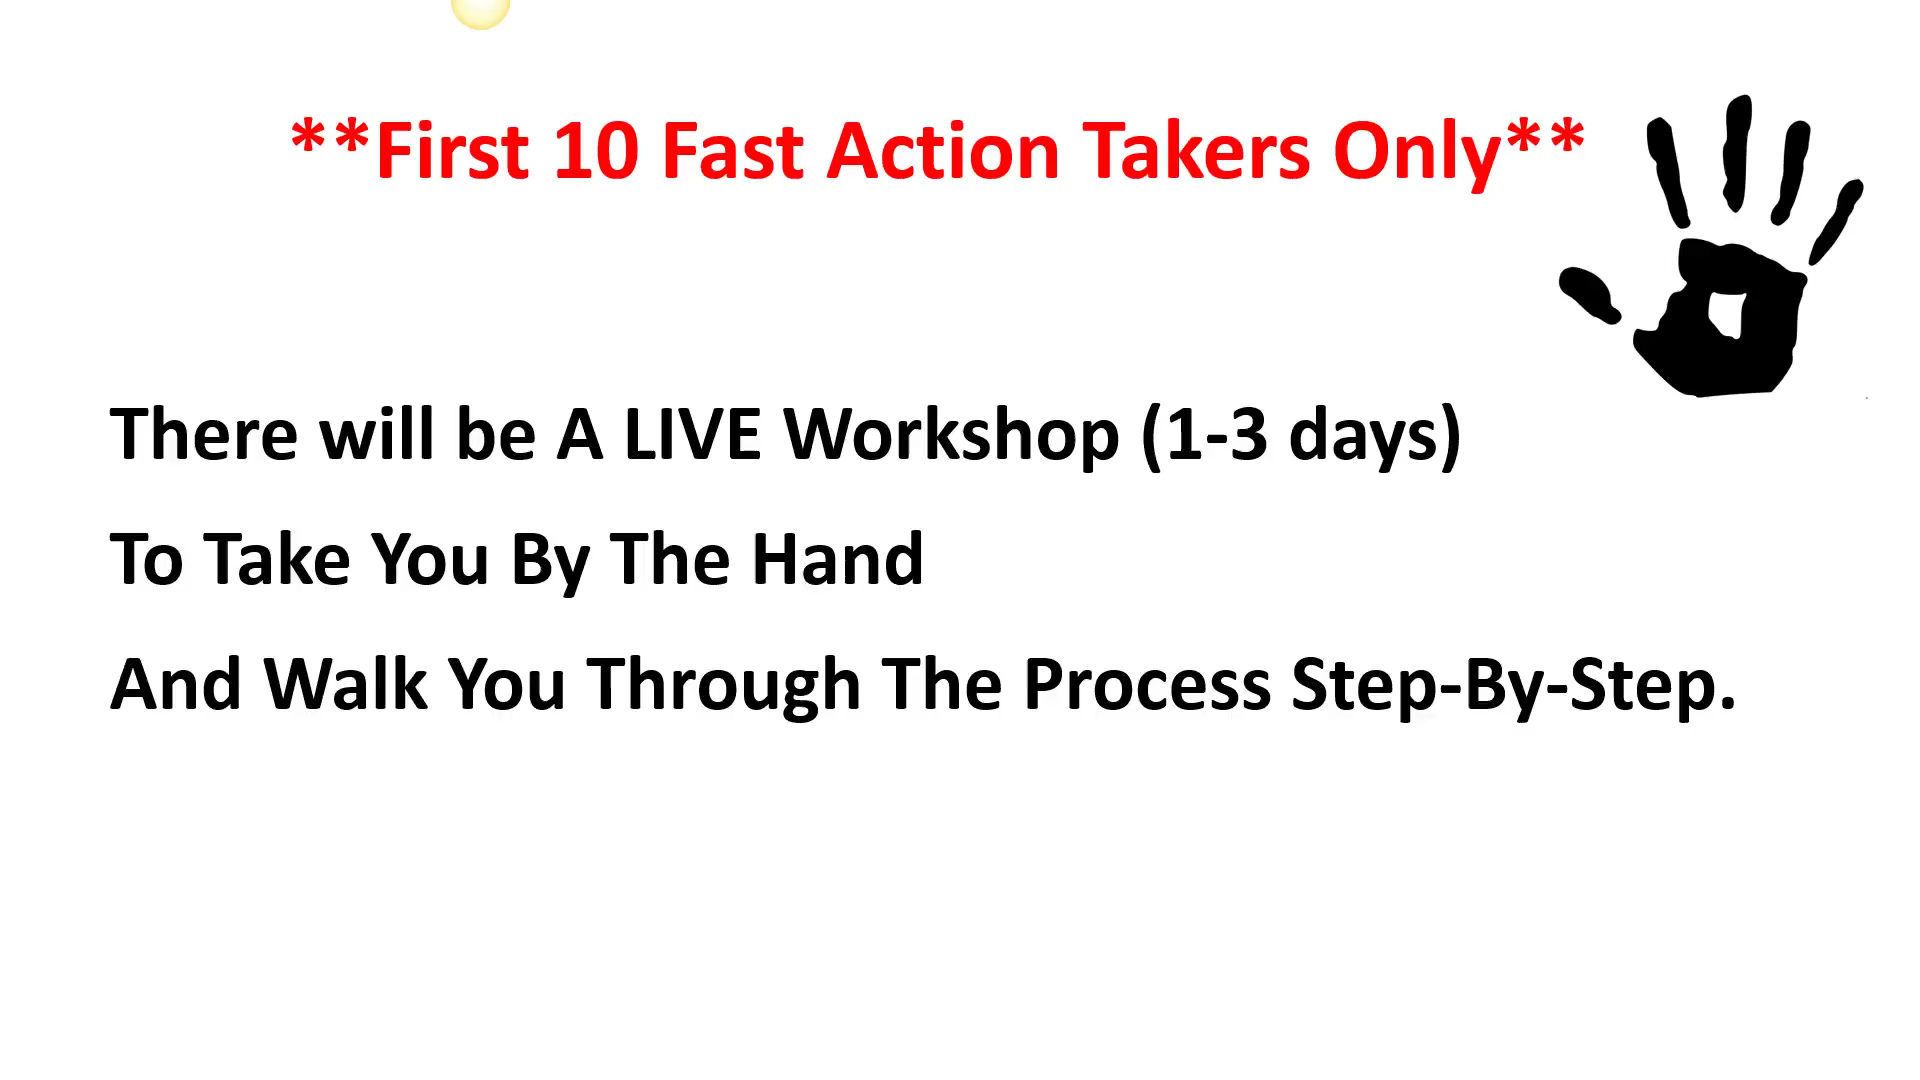 **First 10 Fast Action Takers Only**
There will be A LIVE Workshop (1-3 days)
To Take You By The Hand
And Walk You Through The Process Step-By-Step.